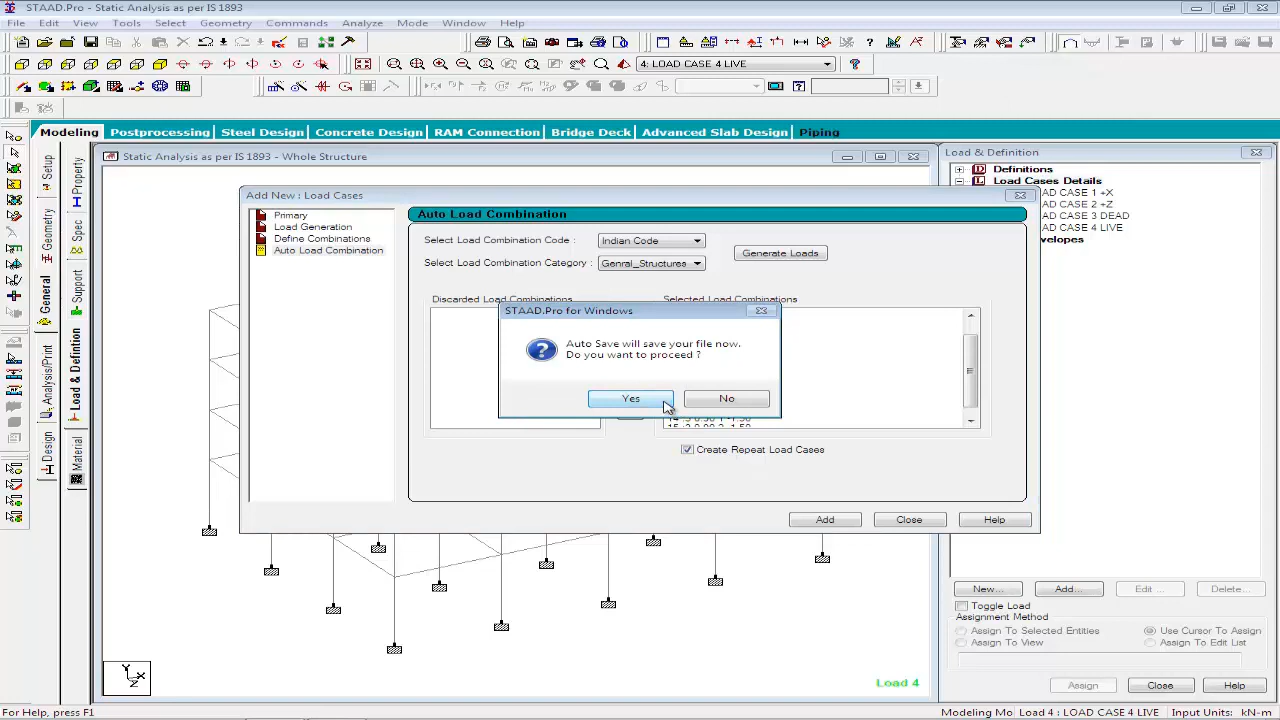 STAAD.Pro - Static Analysis as per IS 1893
File Edit View Tools Select Geometry Commands Analyze Mode Window Help
4: LOAD CASE 4 LIVE
Modeling Postprocessing Steel Design Concrete Design RAM Connection Bridge Deck Advanced Slab Design Piping
Static Analysis as per IS 1893 - Whole Structure
Load & Definition
Setup
Geometry
General
Analysis/Print
Design
Property
Spec
Support
Load & Definition
Material
Add New : Load Cases
Primary
Load Generation
Define Combinations
Auto Load Combination
Auto Load Combination
Select Load Combination Code : Indian Code
Select Load Combination Category : Genral_Structures
Generate Loads
Discarded Load Combinations
Selected Load Combinations
STAAD.Pro for Windows
Auto Save will save your file now.
Do you want to proceed ?
Yes No
Create Repeat Load Cases
Add Close Help
Definitions
Load Cases Details
OAD CASE 1 +X
OAD CASE 2 +Z
OAD CASE 3 DEAD
OAD CASE 4 LIVE
velopes
New... Add... Edit ... Delete...
Toggle Load
Assignment Method
Assign To Selected Entities
Use Cursor To Assign
Assign To View
Assign To Edit List
Assign Close Help
Y
X
Z
Load 4
For Help, press F1
Modeling Mo Load 4 : LOAD CASE 4 LIVE Input Units: kN-m